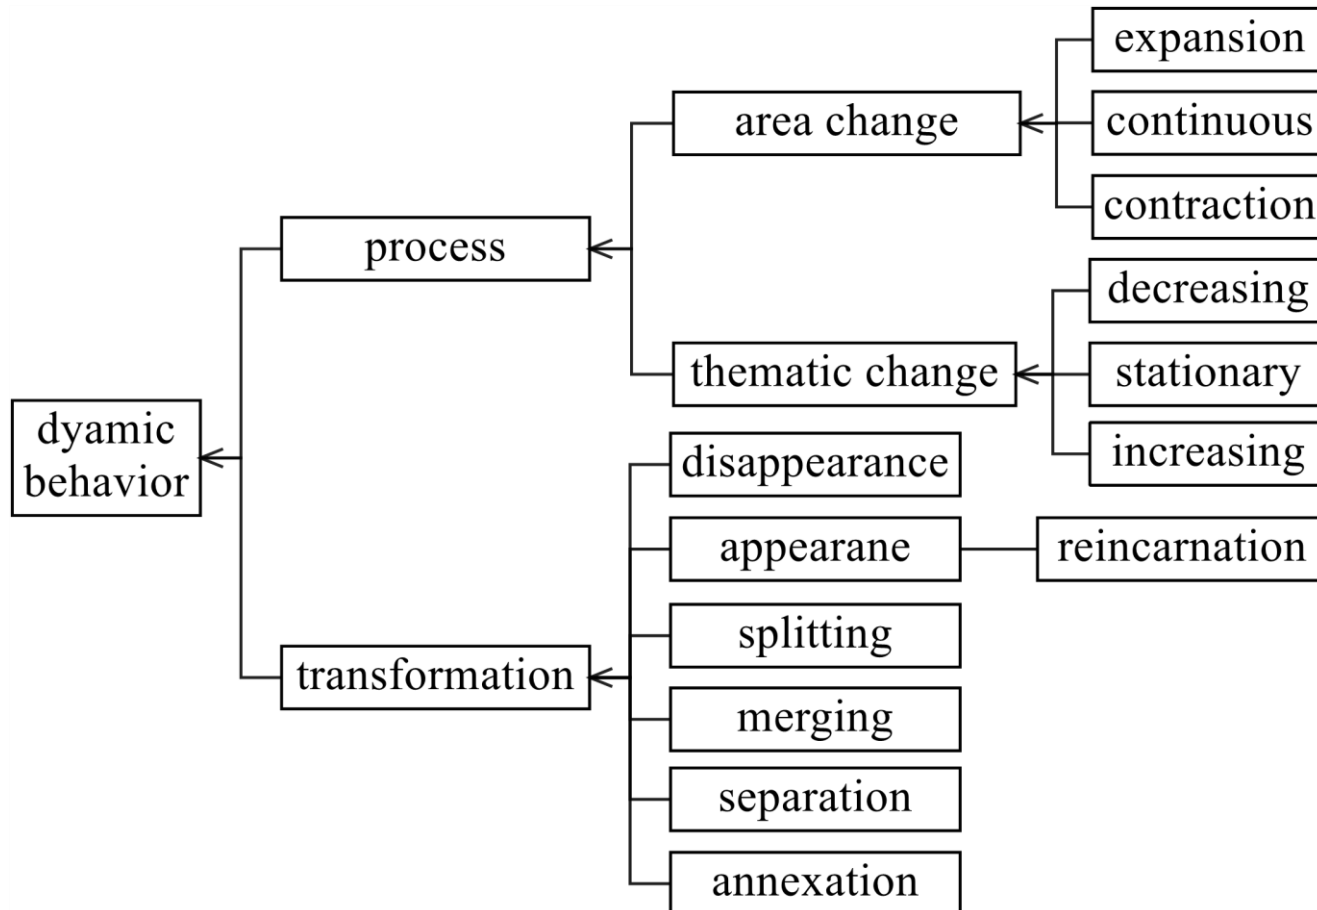 expansion
area change
continuous
contraction
process
decreasing
thematic change
stationary
increasing
dyamic
behavior
disappearance
appearane
reincarnation
splitting
transformation
merging
separation
annexation